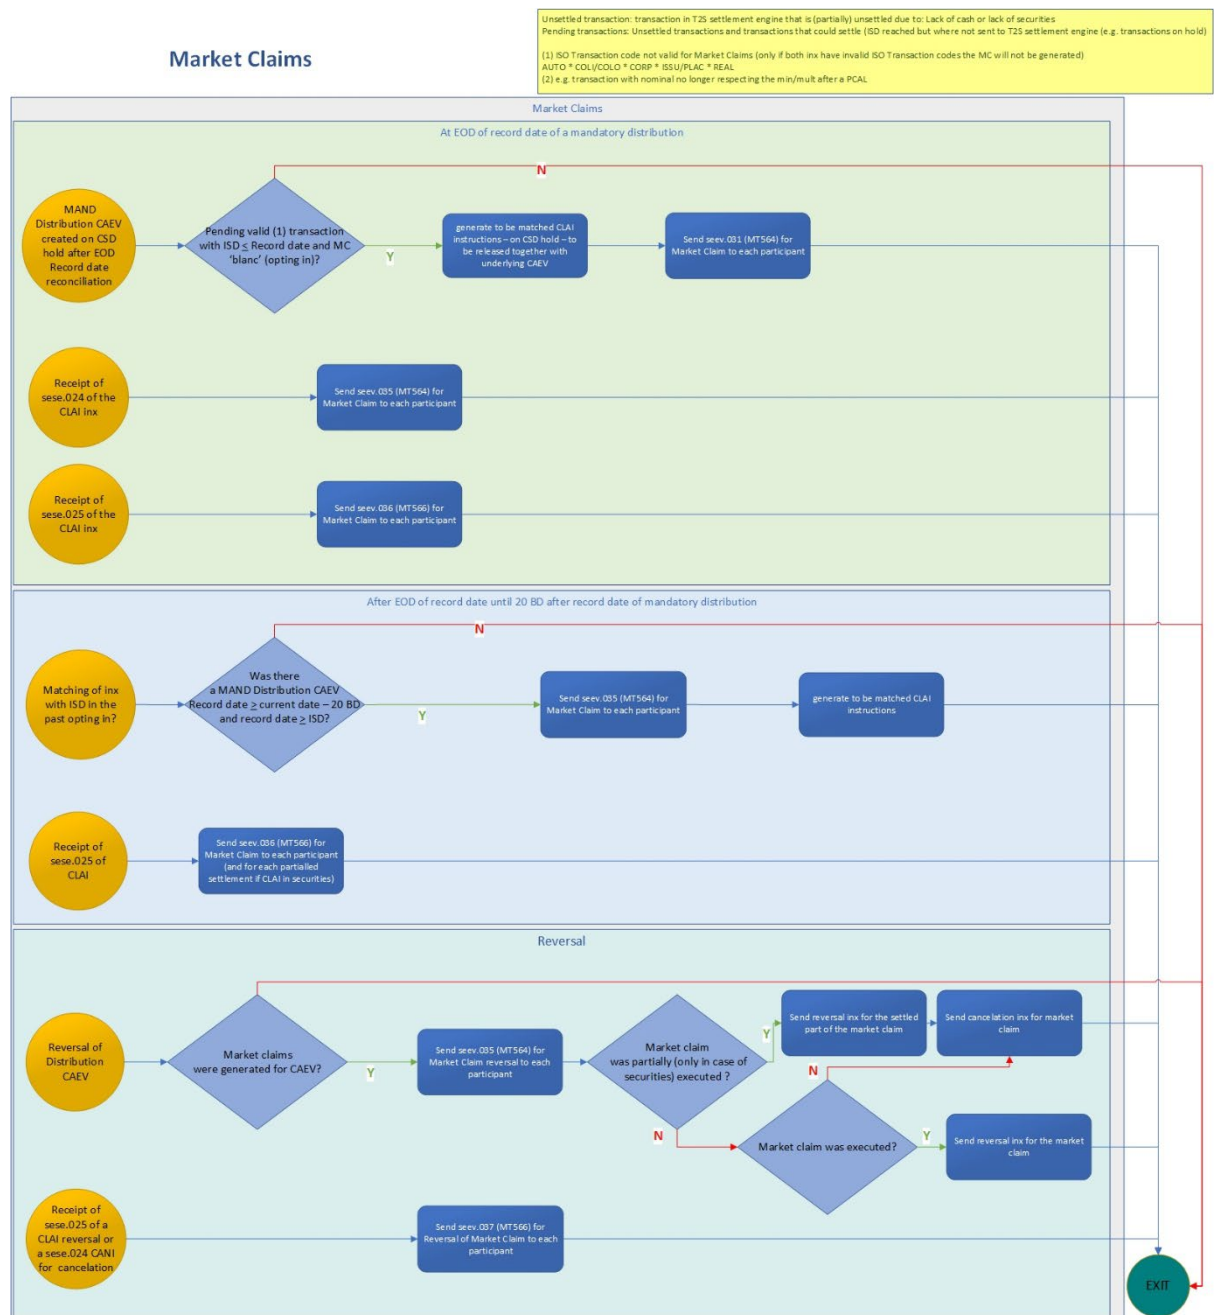 Market Claims
Unsettled transaction: transaction in T2S settlement engine that is (partially) unsettled due to: Lack of cash or lack of securities
Pending transactions: Unsettled transactions and transactions that could settle (ISD reached but where not sent to T2S settlement engine (e.g. transactions on hold)
(1) ISO Transaction code not valid for Market Claims (only if both inx have invalid ISO Transaction codes the MC will not be generated)
AUTO * COLI/COLO * CORP * ISSU/PLAC * REAL
(2) e.g. transaction with nominal no longer respecting the min/mult after a PCAL
Market Claims
At EOD of record date of a mandatory distribution
N
MAND
Distribution CAEV
created on CSD
hold after EOD
Record date
reconciliation
Pending valid (1) transaction
with ISD ≤ Record date and MC
'blanc' (opting in)?
Y
generate to be matched CLAI
instructions – on CSD hold – to
be released together with
underlying CAEV
Send seev.031 (MT564) for
Market Claim to each participant
Receipt of
sese.024 of the
CLAI inx
Send seev.035 (MT564) for
Market Claim to each participant
Receipt of
sese.025 of the
CLAI inx
Send seev.036 (MT566) for
Market Claim to each participant
After EOD of record date until 20 BD after record date of mandatory distribution
N
Matching of inx
with ISD in the
past opting in?
Was there
a MAND Distribution CAEV
Record date ≥ current date – 20 BD
and record date ≥ ISD?
Y
Send seev.035 (MT564) for
Market Claim to each participant
generate to be matched CLAI
instructions
Receipt of
sese.025 of
CLAI
Send seev.036 (MT566) for
Market Claim to each participant
(and for each partialled
settlement if CLAI in securities)
Reversal
Reversal of
Distribution
CAEV
Market claims
were generated for CAEV?
Y
Send seev.035 (MT564) for
Market Claim reversal to each
participant
Market claim
was partially (only in case of
securities) executed ?
Y
Send reversal inx for the settled
part of the market claim
Send cancelation inx for market
claim
N
N
Market claim was executed?
Y
Send reversal inx for the market
claim
Receipt of
sese.025 of a
CLAI reversal or
a sese.024 CANI
for cancelation
Send seev.037 (MT566) for
Reversal of Market Claim to each
participant
EXIT